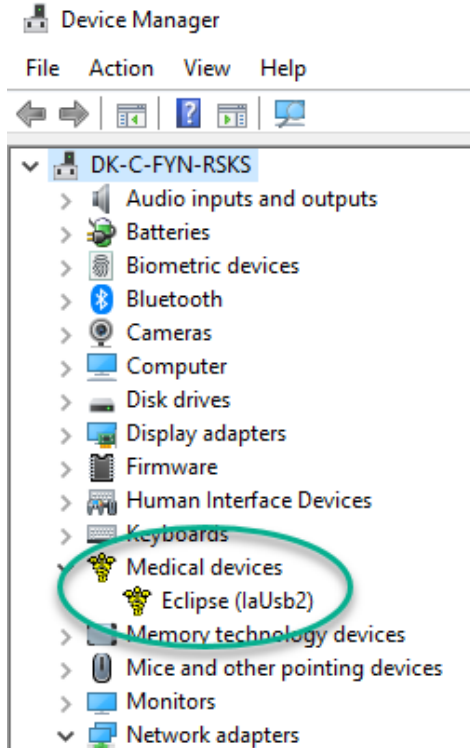 Device Manager
File Action View Help
DK-C-FYN-RSKS
Audio inputs and outputs
Batteries
Biometric devices
Bluetooth
Cameras
Computer
Disk drives
Display adapters
Firmware
Human Interface Devices
Keyboards
Medical devices
Eclipse (IaUsb2)
Memory technology devices
Mice and other pointing devices
Monitors
Network adapters